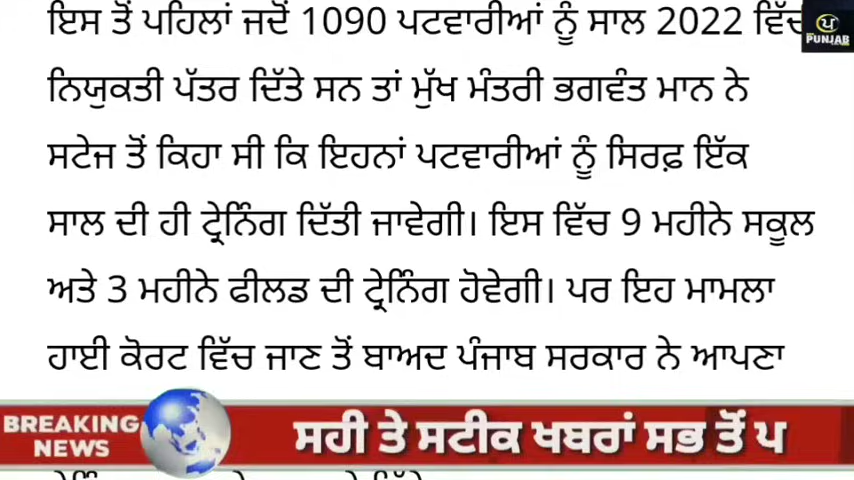 ਇਸ ਤੋਂ ਪਹਿਲਾਂ ਜਦੋਂ 1090 ਪਟਵਾਰੀਆਂ ਨੂੰ ਸਾਲ 2022 ਵਿੱਚ
ਪੰ
PUNJAB
ਨਿਯੁਕਤੀ ਪੱਤਰ ਦਿੱਤੇ ਸਨ ਤਾਂ ਮੁੱਖ ਮੰਤਰੀ ਭਗਵੰਤ ਮਾਨ ਨੇ
ਸਟੇਜ ਤੋਂ ਕਿਹਾ ਸੀ ਕਿ ਇਹਨਾਂ ਪਟਵਾਰੀਆਂ ਨੂੰ ਸਿਰਫ਼ ਇੱਕ
ਸਾਲ ਦੀ ਹੀ ਟ੍ਰੇਨਿੰਗ ਦਿੱਤੀ ਜਾਵੇਗੀ। ਇਸ ਵਿੱਚ 9 ਮਹੀਨੇ ਸਕੂਲ
ਅਤੇ 3 ਮਹੀਨੇ ਫੀਲਡ ਦੀ ਟ੍ਰੇਨਿੰਗ ਹੋਵੇਗੀ। ਪਰ ਇਹ ਮਾਮਲਾ
ਹਾਈ ਕੋਰਟ ਵਿੱਚ ਜਾਣ ਤੋਂ ਬਾਅਦ ਪੰਜਾਬ ਸਰਕਾਰ ਨੇ ਆਪਣਾ
BREAKING
NEWS
ਸਹੀ ਤੇ ਸਟੀਕ ਖਬਰਾਂ ਸਭ ਤੋਂ ਪ